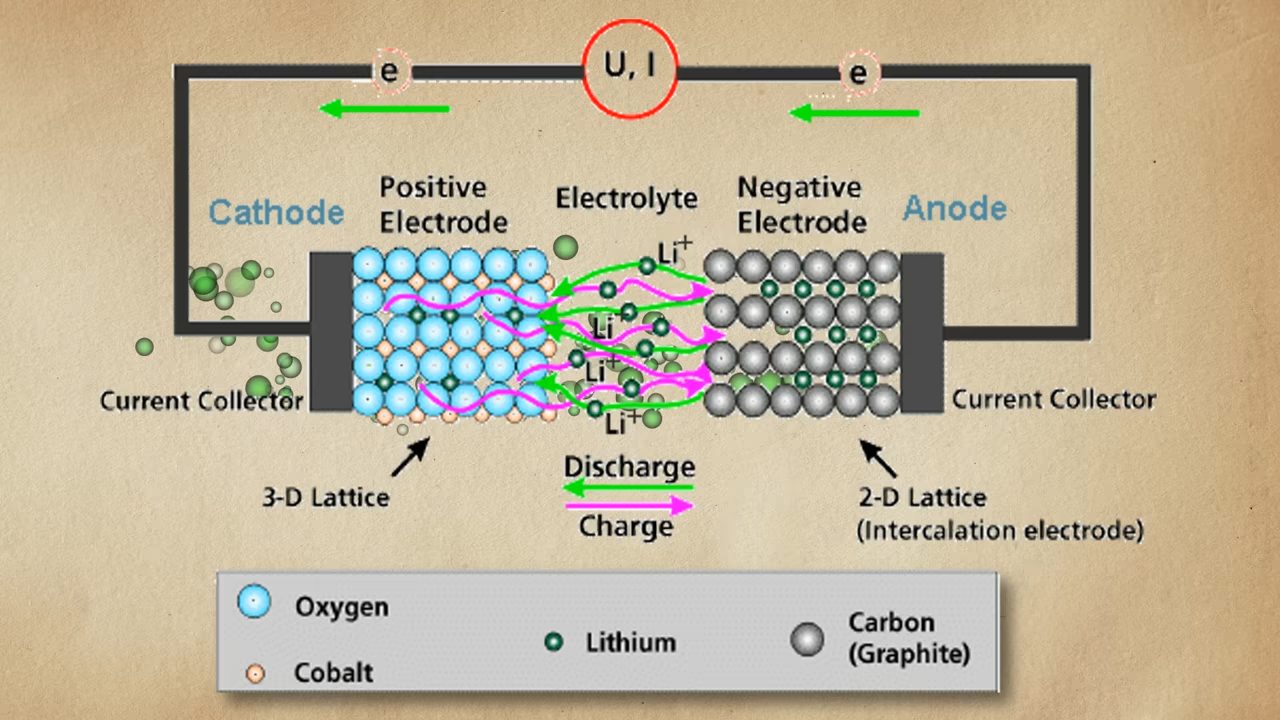 e
U, I
e
Cathode
Positive
Electrode
Electrolyte
Negative
Electrode
Anode
Li+
Li
Li+
Li+
Current Collector
Current Collector
Discharge
Charge
3-D Lattice
2-D Lattice
(Intercalation electrode)
Oxygen
Cobalt
Lithium
Carbon
(Graphite)